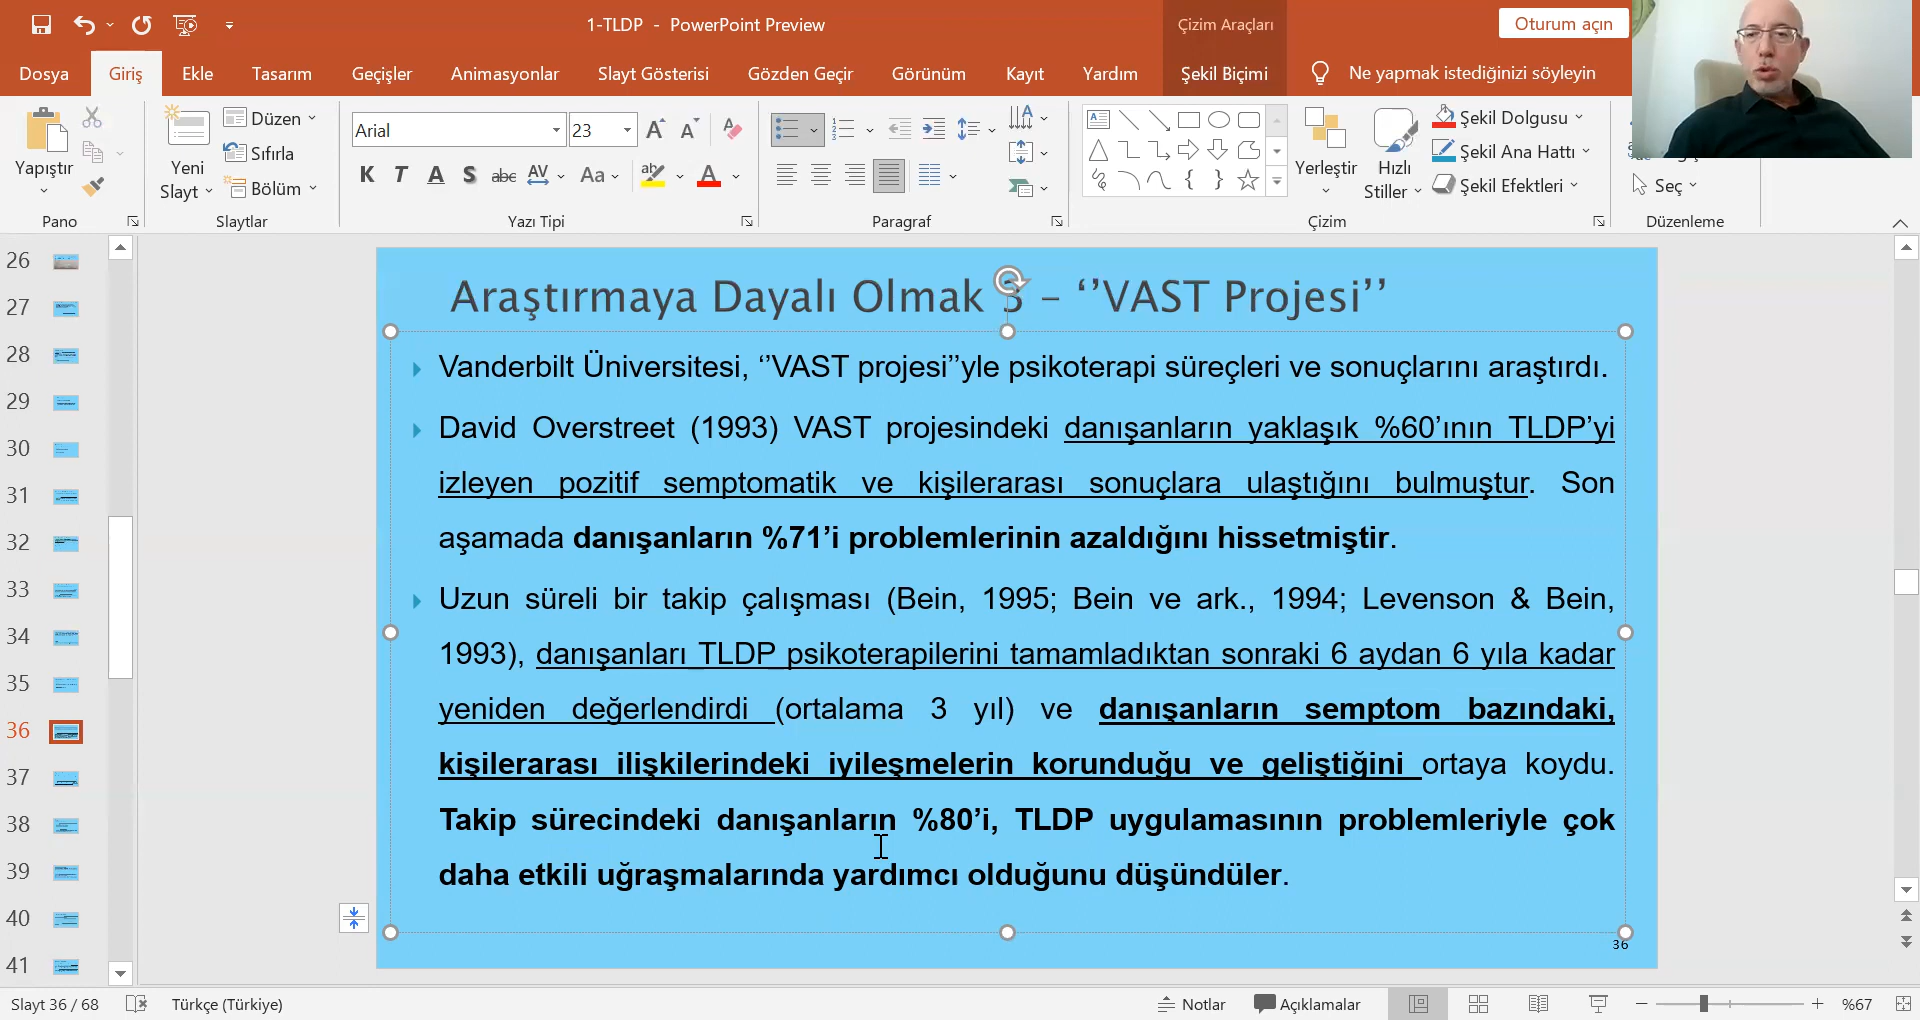 1-TLDP - PowerPoint Preview
Çizim Araçları
Oturum açın
Dosya
Giriş
Ekle
Tasarım
Geçişler
Animasyonlar
Slayt Gösterisi
Gözden Geçir
Görünüm
Kayıt
Yardım
Şekil Biçimi
Ne yapmak istediğinizi söyleyin
Yapıştır
Pano
Yeni
Slayt
Düzen
Sıfırla
Bölüm
Slaytlar
Arial
23
K T A S abc AV Aa A
Yazı Tipi
Paragraf
Yerleştir
Hızlı
Stiller
Şekil Dolgusu
Şekil Ana Hattı
Şekil Efektleri
Çizim
Seç
Düzenleme
26
27
28
29
30
31
32
33
34
35
36
37
38
39
40
41
Araştırmaya Dayalı Olmak 3 – ‘’VAST Projesi’’
Vanderbilt Üniversitesi, ‘’VAST projesi’’yle psikoterapi süreçleri ve sonuçlarını araştırdı.
David Overstreet (1993) VAST projesindeki danışanların yaklaşık %60’ının TLDP’yi
izleyen pozitif semptomatik ve kişilerarası sonuçlara ulaştığını bulmuştur. Son
aşamada danışanların %71’i problemlerinin azaldığını hissetmiştir.
Uzun süreli bir takip çalışması (Bein, 1995; Bein ve ark., 1994; Levenson & Bein,
1993), danışanları TLDP psikoterapilerini tamamladıktan sonraki 6 aydan 6 yıla kadar
yeniden değerlendirdi (ortalama 3 yıl) ve danışanların semptom bazındaki,
kişilerarası ilişkilerindeki iyileşmelerin korunduğu ve geliştiğini ortaya koydu.
Takip sürecindeki danışanların %80’i, TLDP uygulamasının problemleriyle çok
daha etkili uğraşmalarında yardımcı olduğunu düşündüler.
36
Slayt 36 / 68
Türkçe (Türkiye)
Notlar
Açıklamalar
%67